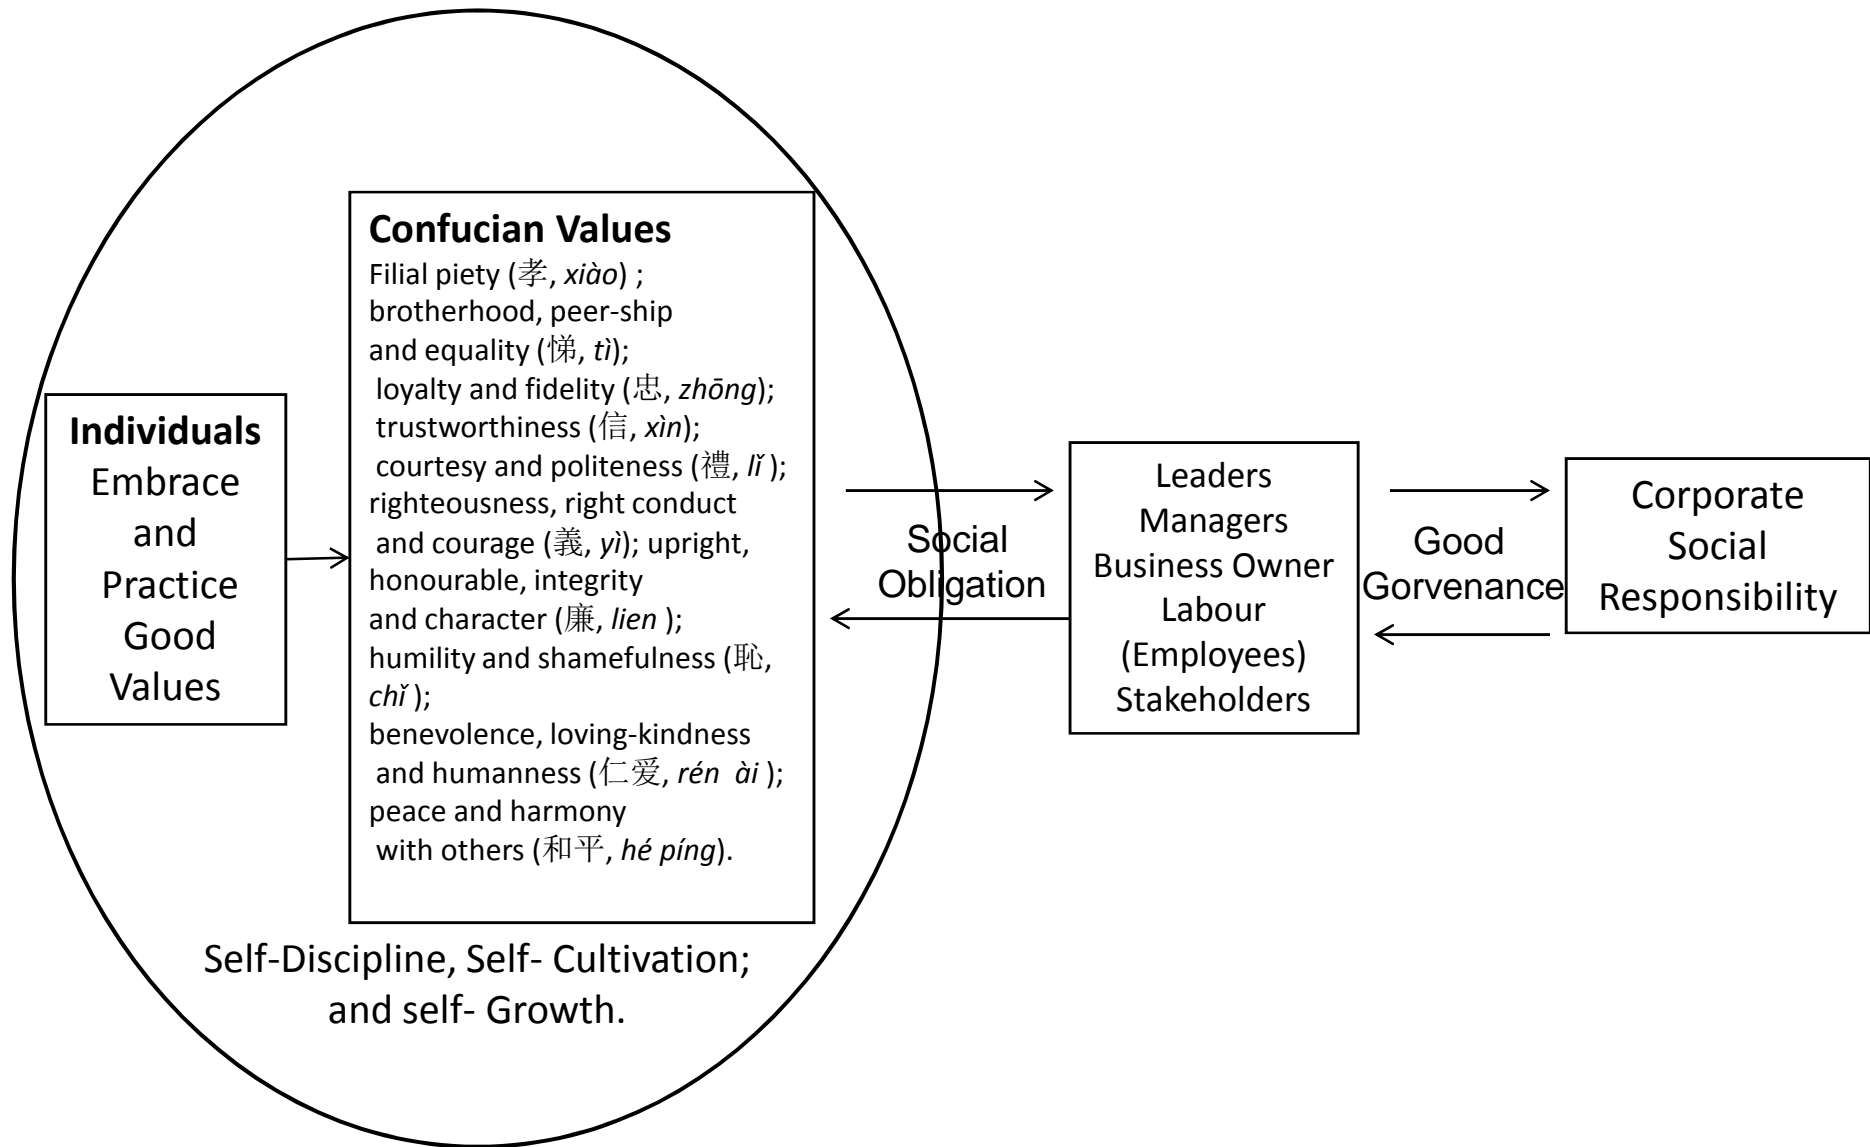 Individuals
Embrace
and
Practice
Good
Values
Confucian Values
Filial piety (孝, xiào) ;
brotherhood, peer-ship
and equality (悌, tì);
loyalty and fidelity (忠, zhōng);
trustworthiness (信, xìn);
courtesy and politeness (禮, lǐ );
righteousness, right conduct
and courage (義, yì); upright,
honourable, integrity
and character (廉, lien );
humility and shamefulness (恥,
chǐ );
benevolence, loving-kindness
and humanness (仁爱, rén ài );
peace and harmony
with others (和平, hé píng).
Self-Discipline, Self- Cultivation;
and self- Growth.
Social
Obligation
Leaders
Managers
Business Owner
Labour
(Employees)
Stakeholders
Good
Gorvenance
Corporate
Social
Responsibility